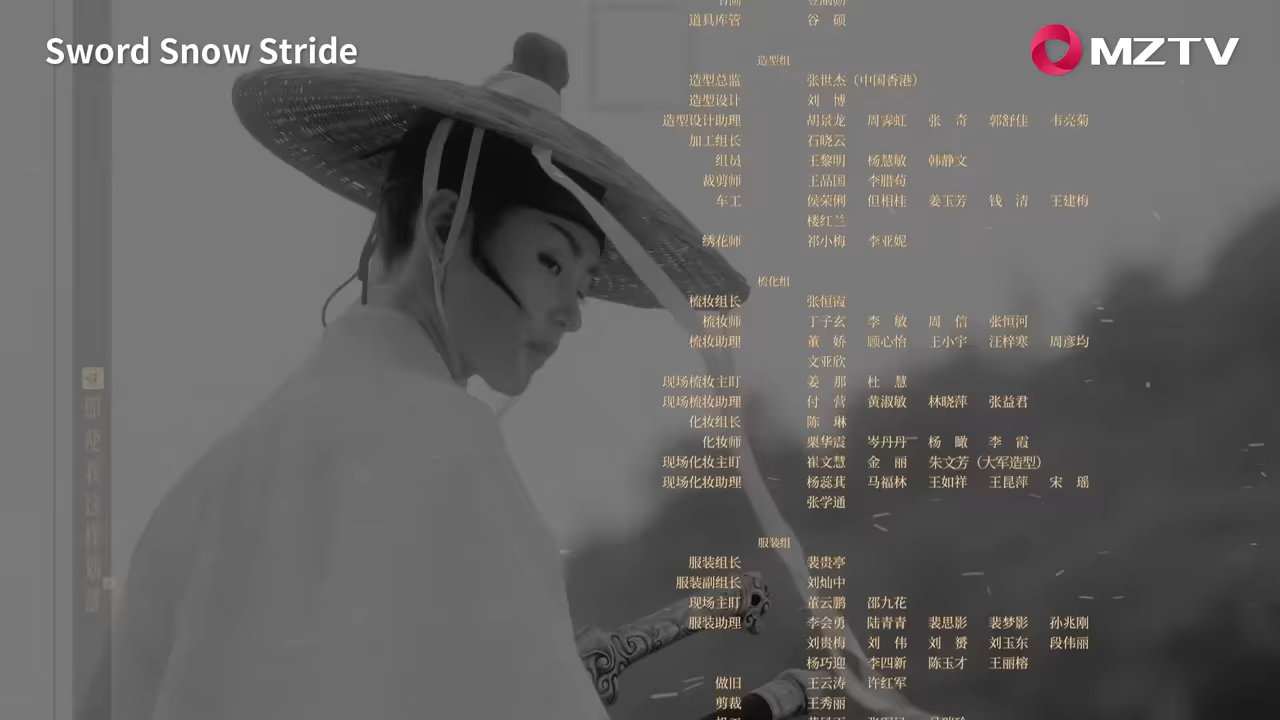 Sword Snow Stride
MZTV
道具库管 谷 硕
造型组
造型总监 张世杰（中国香港）
造型设计 刘 博
造型设计助理 胡景龙 周霁虹 张 奇 郭舒佳 韦亮菊
加工组长 石晓云
组员 王黎明 杨慧敏 韩静文
裁剪师 王品国 李腊苟
车工 侯荣俐 但相桂 姜玉芳 钱 清 王建梅
楼红兰
绣花师 祁小梅 李亚妮
梳化组
梳妆组长 张恒霞
梳妆师 丁子玄 李 敏 周 信 张恒河
梳妆助理 董 娇 顾心怡 王小宇 汪梓寒 周彦均
文亚欣
现场梳妆主盯 姜 那 杜 慧
现场梳妆助理 付 营 黄淑敏 林晓萍 张益君
化妆组长 陈 琳
化妆师 栗华震 岑丹丹 杨 瞰 李 霞
现场化妆主盯 崔文慧 金 丽 朱文芳（大军造型）
现场化妆助理 杨蕊萁 马福林 王如祥 王昆萍 宋 瑶
张学通
服装组
服装组长 裴贵亭
服装副组长 刘灿中
现场主盯 董云鹏 邵九花
服装助理 李会勇 陆青青 裴思影 裴梦影 孙兆刚
刘贵梅 刘 伟 刘 赟 刘玉东 段伟丽
杨巧迎 李四新 陈玉才 王丽榕
做旧 王云涛 许红军
剪裁 王秀丽